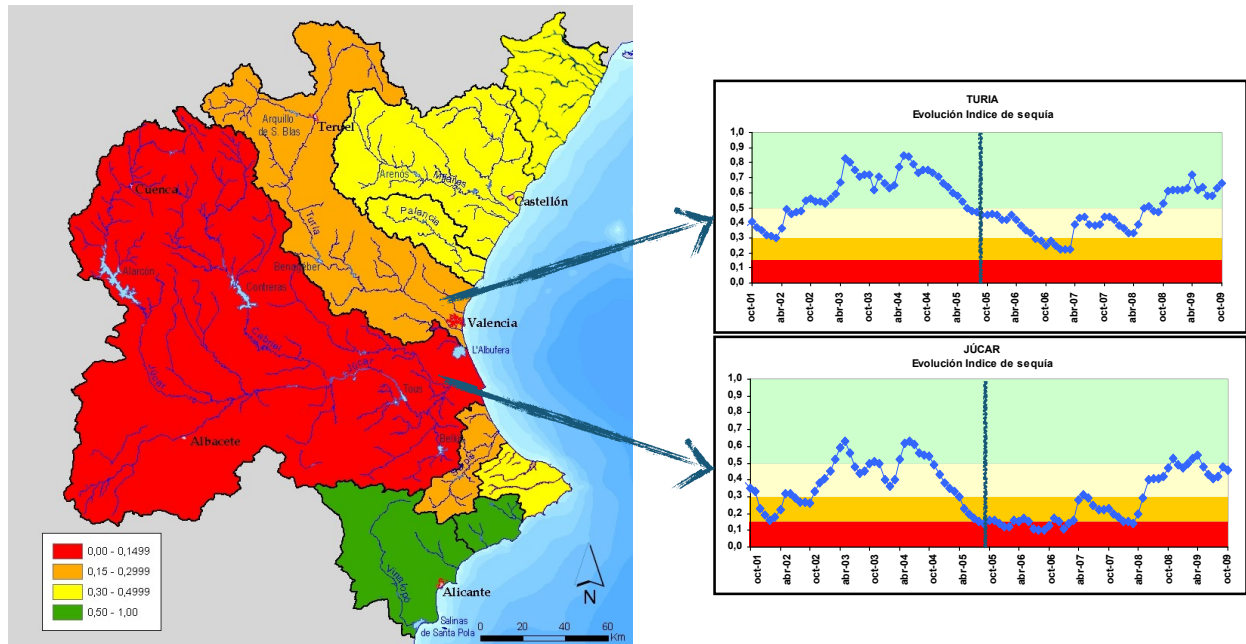 Arquillo
de S. Blas
Teruel
Cuenca
Arenós
Mijares
Castellón
Palancia
Turia
Alarcón
Contreras
Benagéber
Valencia
L'Albufera
Cabriel
Júcar
Júcar
Tous
Albacete
Serpis
Vinalopó
Alicante
Salinas
de Santa Pola
0,00 - 0,1499
0,15 - 0,2999
0,30 - 0,4999
0,50 - 1,00
N
0 20 40 60
Km
TURIA
Evolución Indice de sequía
1,0
0,9
0,8
0,7
0,6
0,5
0,4
0,3
0,2
0,1
0,0
oct-01 abr-02 oct-02 abr-03 oct-03 abr-04 oct-04 abr-05 oct-05 abr-06 oct-06 abr-07 oct-07 abr-08 oct-08 abr-09 oct-09
JÚCAR
Evolución Indice de sequía
1,0
0,9
0,8
0,7
0,6
0,5
0,4
0,3
0,2
0,1
0,0
oct-01 abr-02 oct-02 abr-03 oct-03 abr-04 oct-04 abr-05 oct-05 abr-06 oct-06 abr-07 oct-07 abr-08 oct-08 abr-09 oct-09